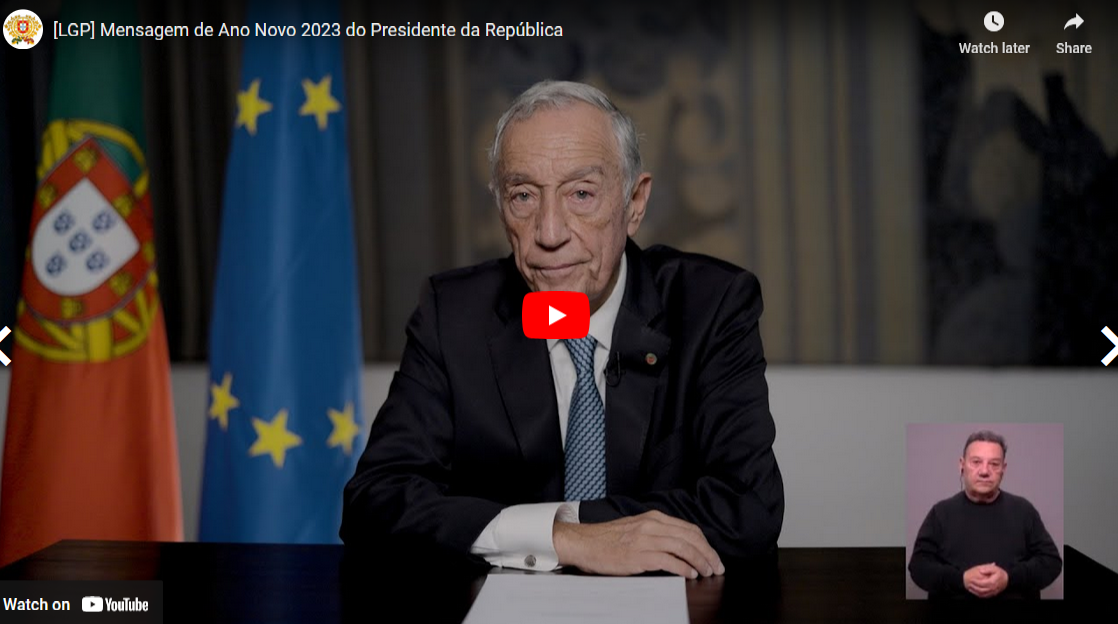 [LGP] Mensagem de Ano Novo 2023 do Presidente da República
Watch later
Share
Watch on YouTube